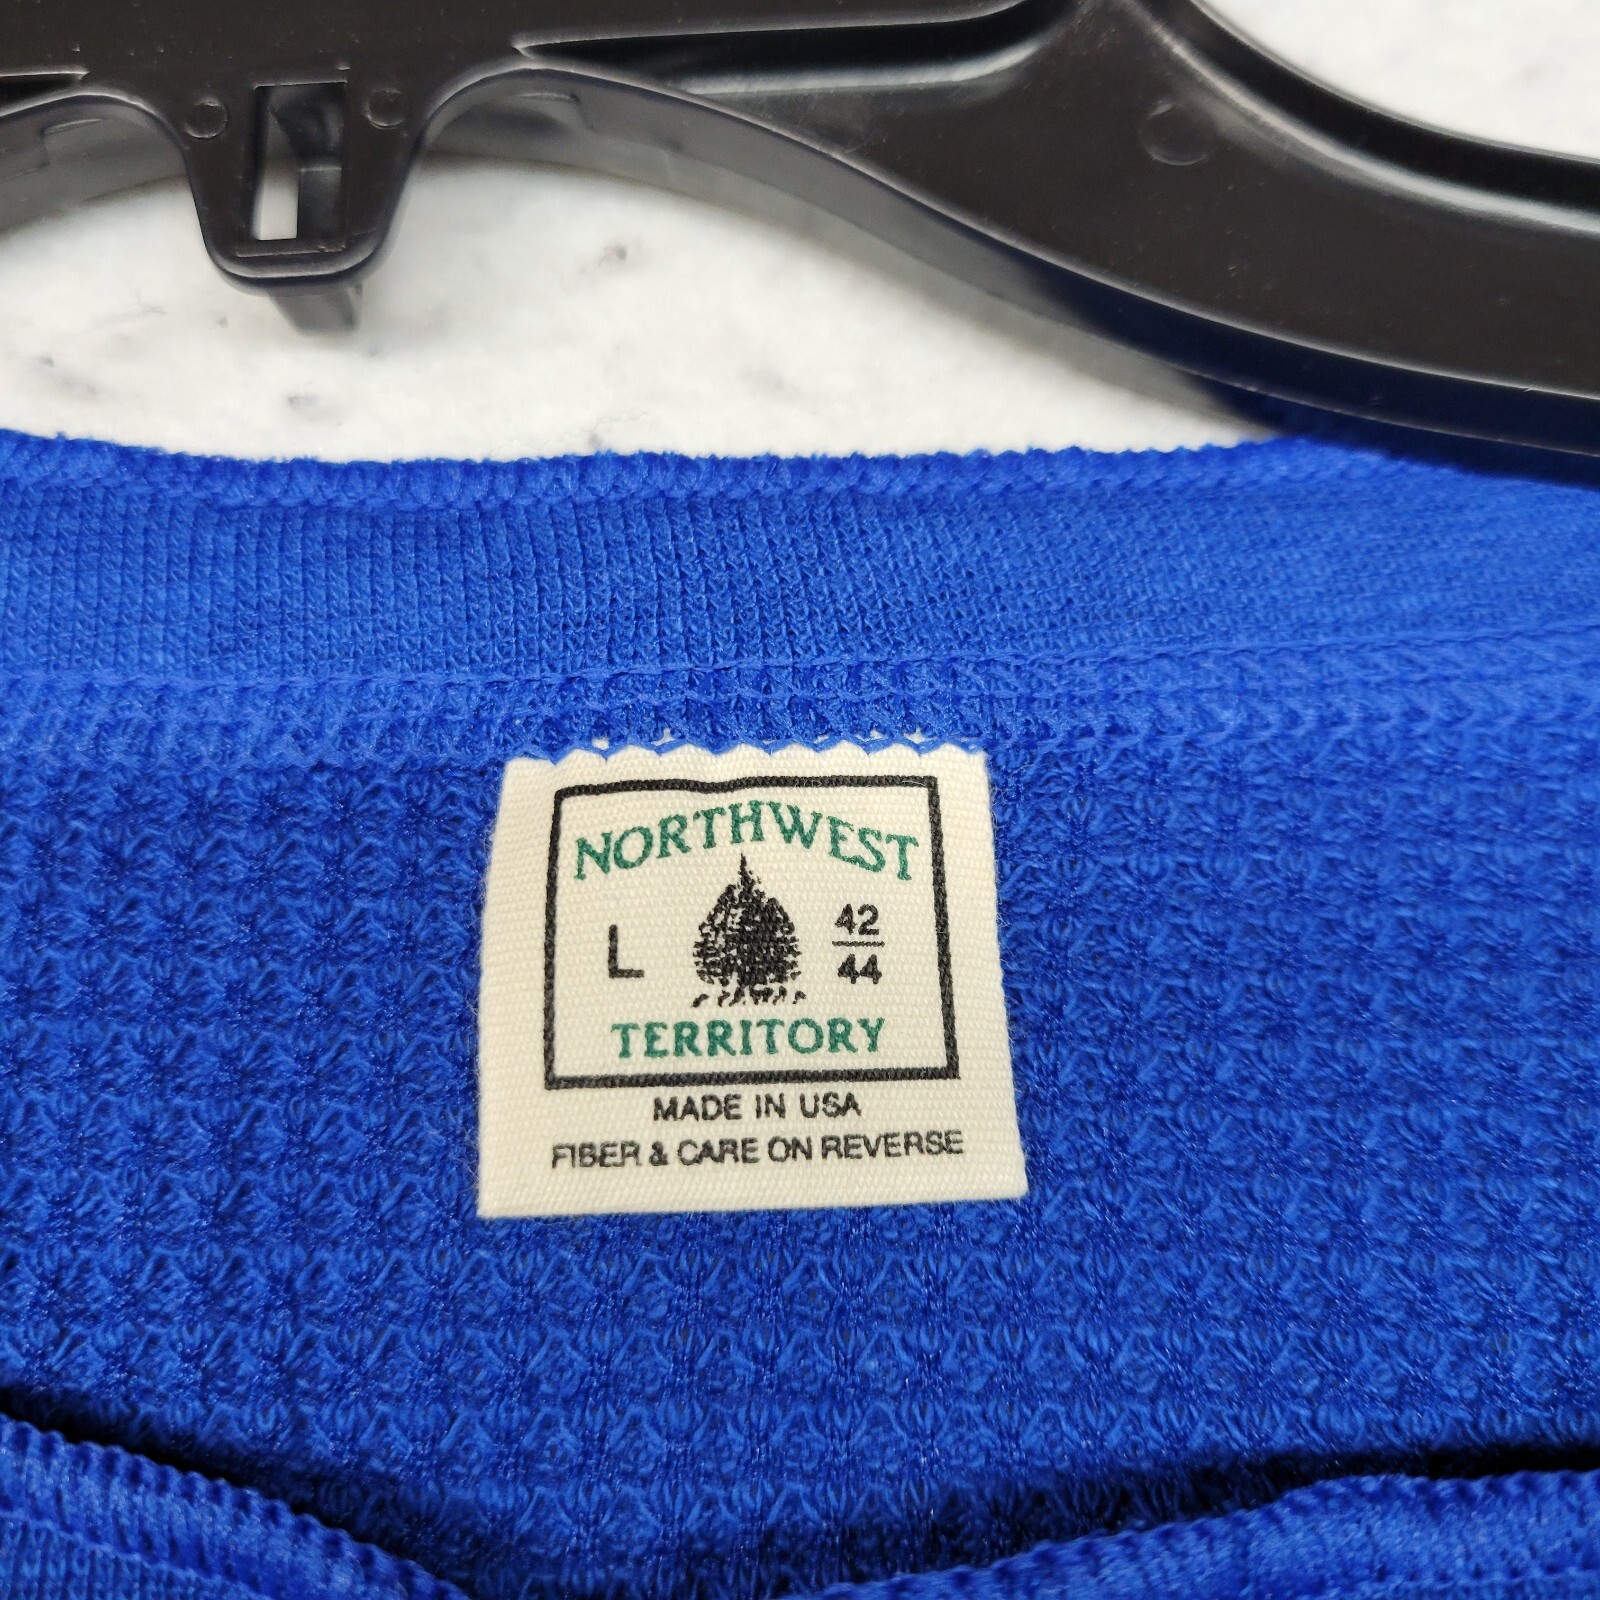 NORTHWEST
L 42
44
TERRITORY
MADE IN USA
FIBER & CARE ON REVERSE